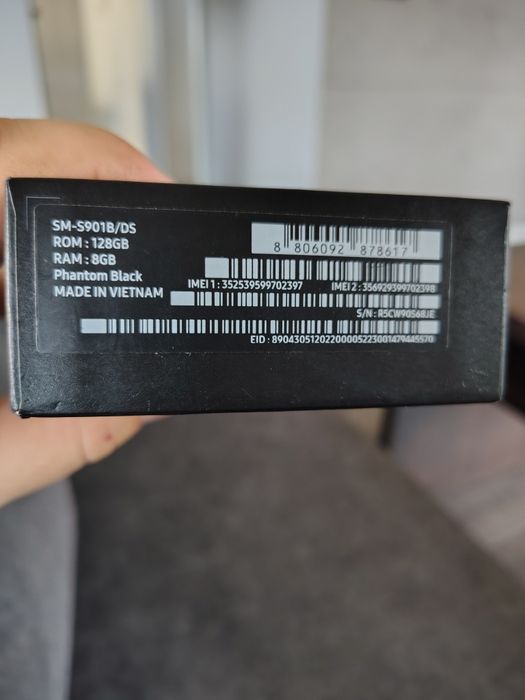 SM-S901B/DS
ROM : 128GB
RAM : 8GB
Phantom Black
MADE IN VIETNAM
8 806092 878617
IMEI 1 : 352539599702397 IMEI 2 : 356929399702398
S/N : R5CW90568JE
EID : 89043051202200005223001479445570